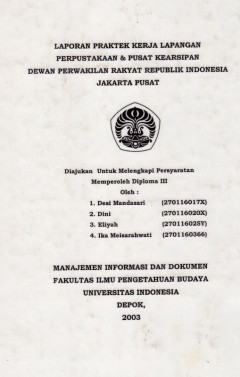 LAPORAN PRAKTEK KERJA LAPANGAN
PERPUSTAKAAN & PUSAT KEARSIPAN
DEWAN PERWAKILAN RAKYAT REPUBLIK INDONESIA
JAKARTA PUSAT
Diajukan Untuk Melengkapi Persyaratan
Memperoleh Diploma III
Oleh :
1. Desi Mandasari (270116017X)
2. Dini (270116020X)
3. Eliyah (270116025Y)
4. Ika Meisarahwati (2701160366)
MANAJEMEN INFORMASI DAN DOKUMEN
FAKULTAS ILMU PENGETAHUAN BUDAYA
UNIVERSITAS INDONESIA
DEPOK,
2003